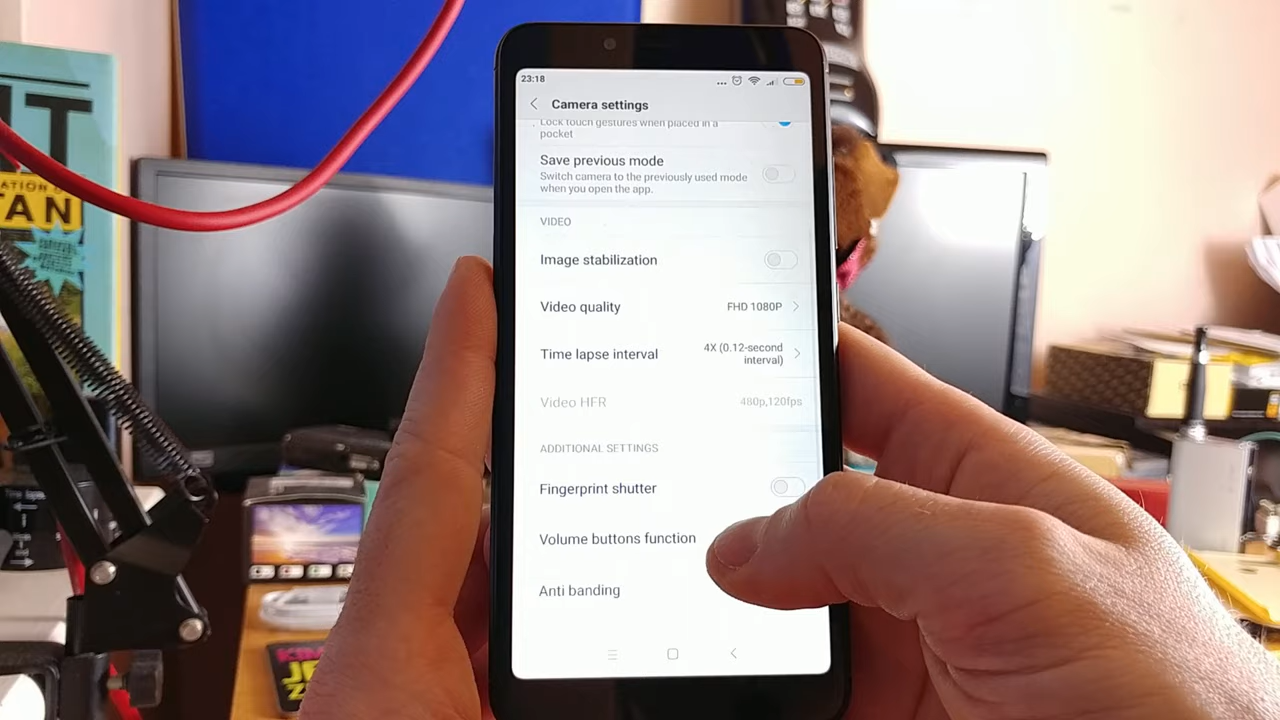 23:18
Camera settings
Lock touch gestures when placed in a
pocket
Save previous mode
Switch camera to the previously used mode
when you open the app.
VIDEO
Image stabilization
Video quality
FHD 1080P
Time lapse interval
4X (0.12-second
interval)
Video HFR
480p,120fps
ADDITIONAL SETTINGS
Fingerprint shutter
Volume buttons function
Anti banding